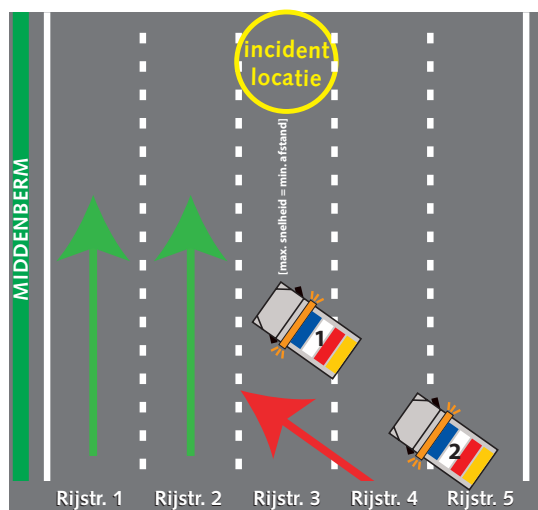 incident
locatie
[max. snelheid = min. afstand]
MIDDENBERM
1
2
Rijstr. 1
Rijstr. 2
Rijstr. 3
Rijstr. 4
Rijstr. 5